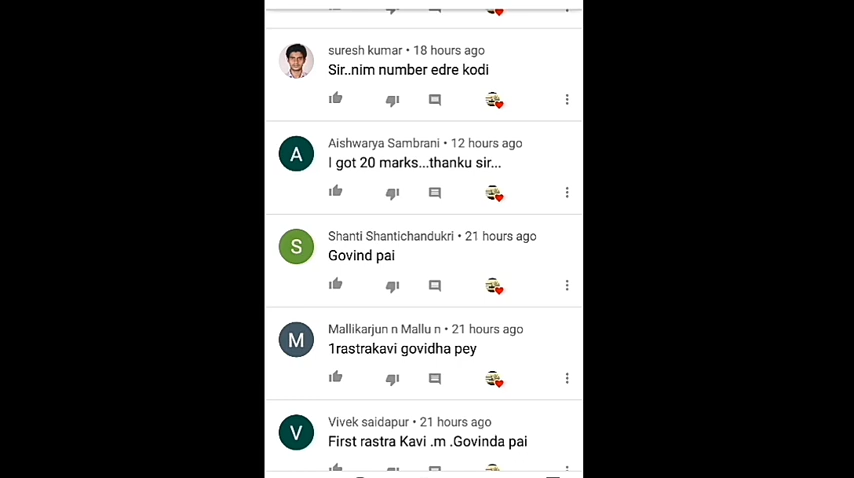 suresh kumar • 18 hours ago
Sir..nim number edre kodi
A
Aishwarya Sambrani • 12 hours ago
I got 20 marks...thanku sir...
S
Shanti Shantichandukri • 21 hours ago
Govind pai
M
Mallikarjun n Mallu n • 21 hours ago
1rastrakavi govidha pey
V
Vivek saidapur • 21 hours ago
First rastra Kavi .m .Govinda pai